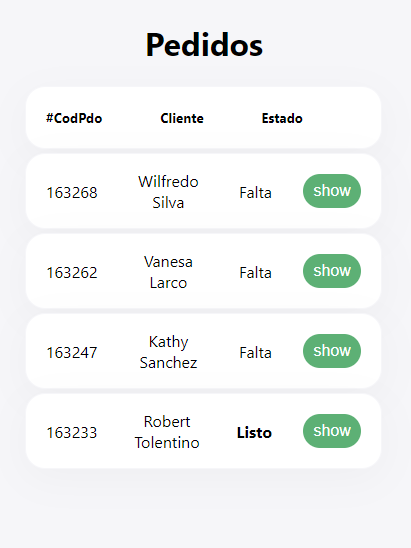 Pedidos
#CodPdo Cliente Estado
163268 Wilfredo Silva Falta show
163262 Vanesa Larco Falta show
163247 Kathy Sanchez Falta show
163233 Robert Tolentino Listo show